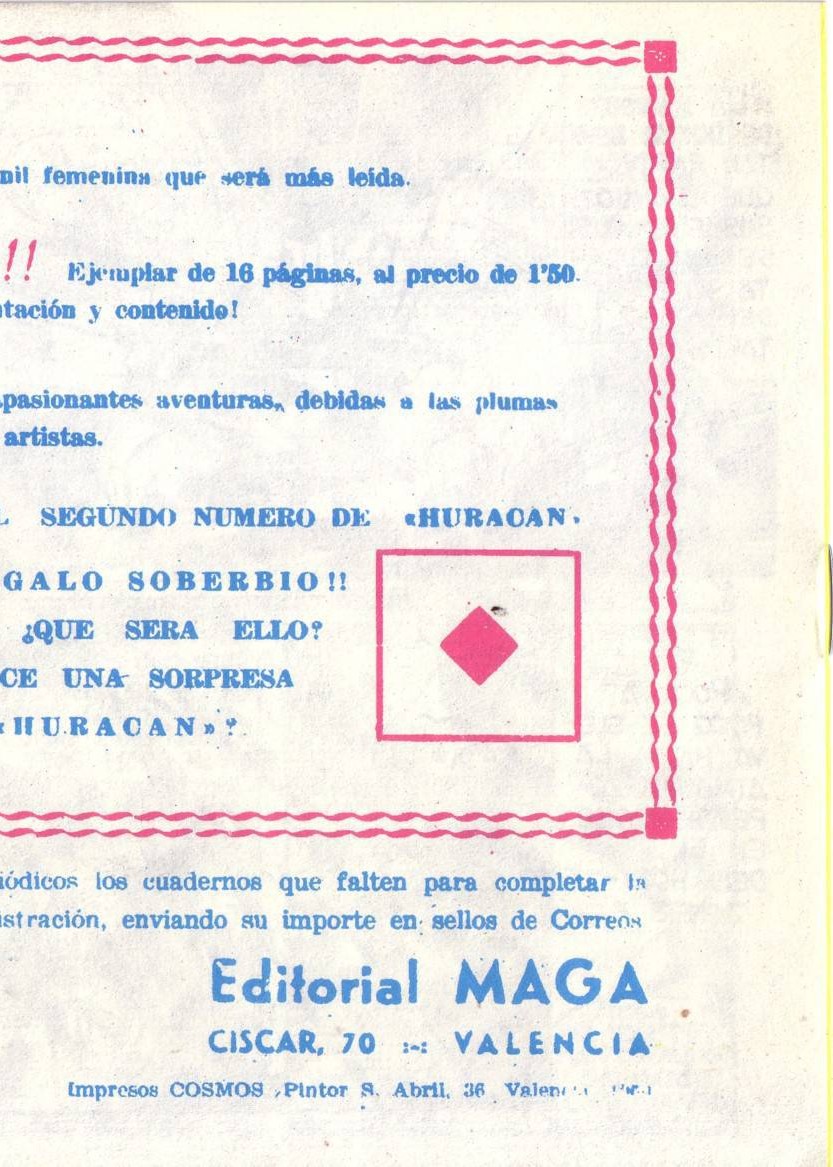 nil femenina que será más leída.
!! Ejemplar de 16 páginas, al precio de 1'50.
tación y contenido!
pasionantes aventuras, debidas a las plumas
artistas.
SEGUNDO NUMERO DE «HURACAN»
GALO SOBERBIO!!
¿QUE SERA ELLO?
CE UNA SORPRESA
«HURACAN»?
iódicos los cuadernos que falten para completar la
istración, enviando su importe en sellos de Correos
Editorial MAGA
CISCAR, 70 :-: VALENCIA
Impresos COSMOS, Pintor S. Abril, 36